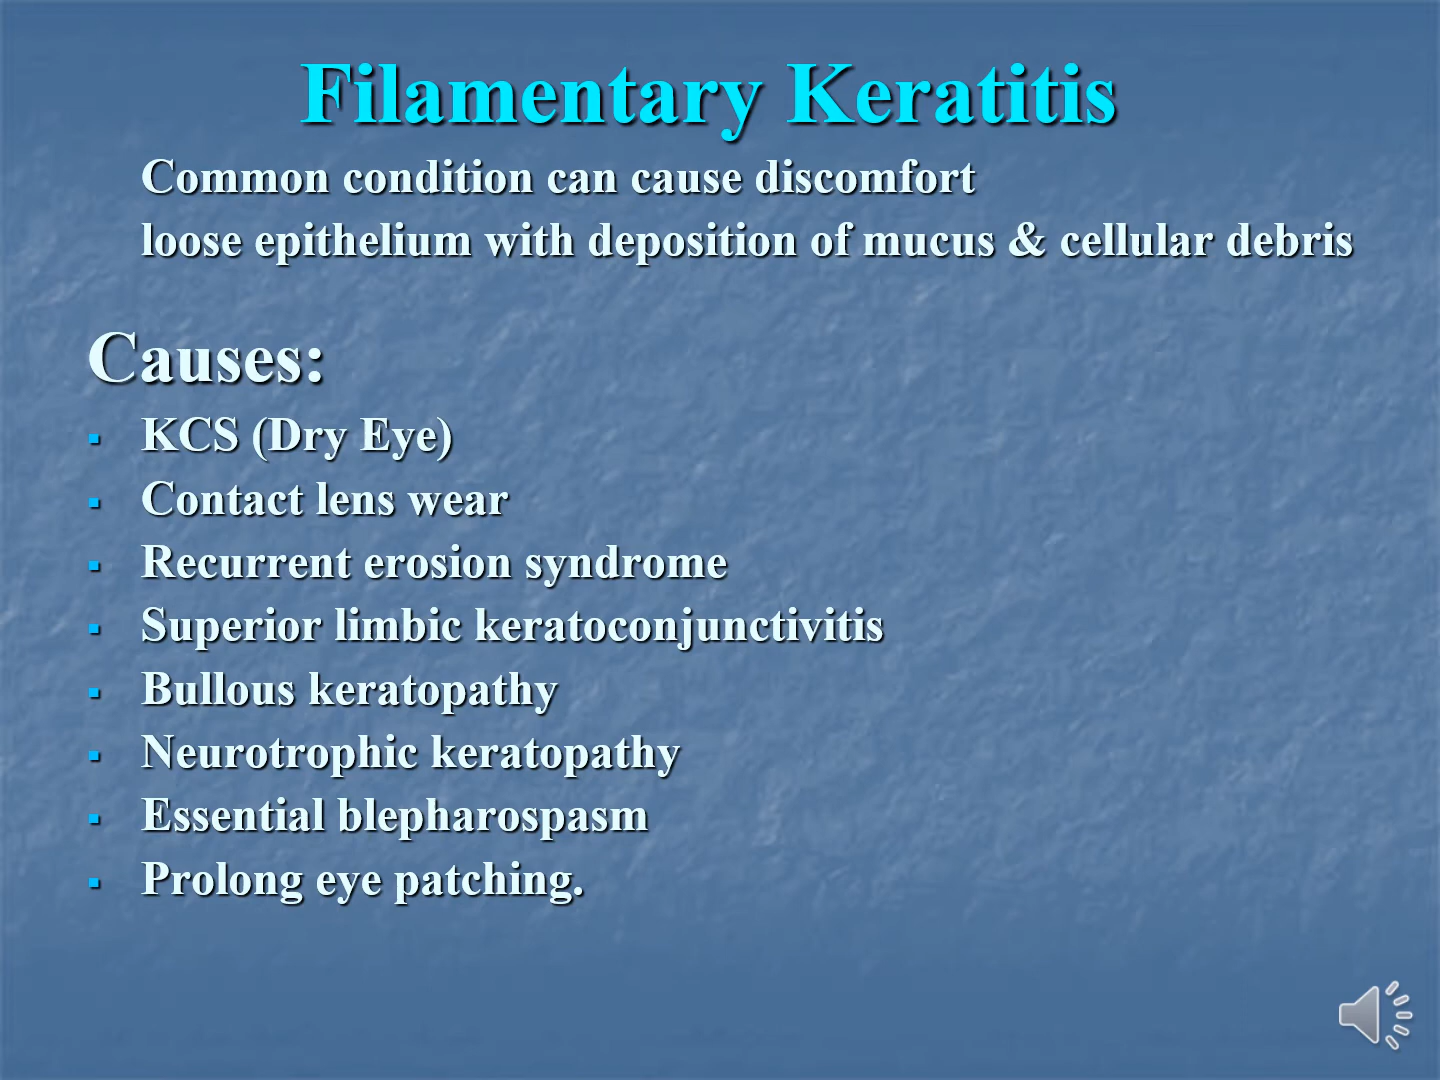 Filamentary Keratitis
Common condition can cause discomfort
loose epithelium with deposition of mucus & cellular debris
Causes:
▪ KCS (Dry Eye)
▪ Contact lens wear
▪ Recurrent erosion syndrome
▪ Superior limbic keratoconjunctivitis
▪ Bullous keratopathy
▪ Neurotrophic keratopathy
▪ Essential blepharospasm
▪ Prolong eye patching.